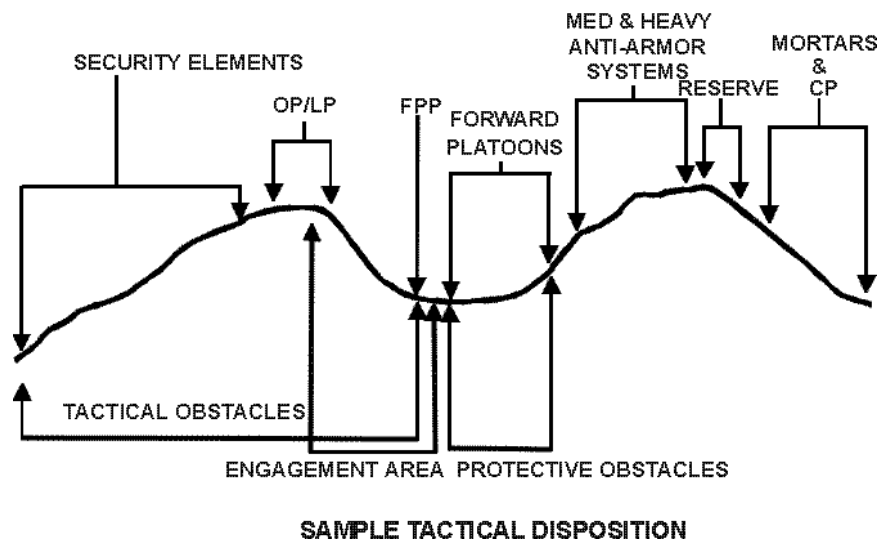 SECURITY ELEMENTS
OP/LP
FPP
FORWARD
PLATOONS
MED & HEAVY
ANTI-ARMOR
SYSTEMS
RESERVE
MORTARS
&
CP
TACTICAL OBSTACLES
ENGAGEMENT AREA
PROTECTIVE OBSTACLES
SAMPLE TACTICAL DISPOSITION